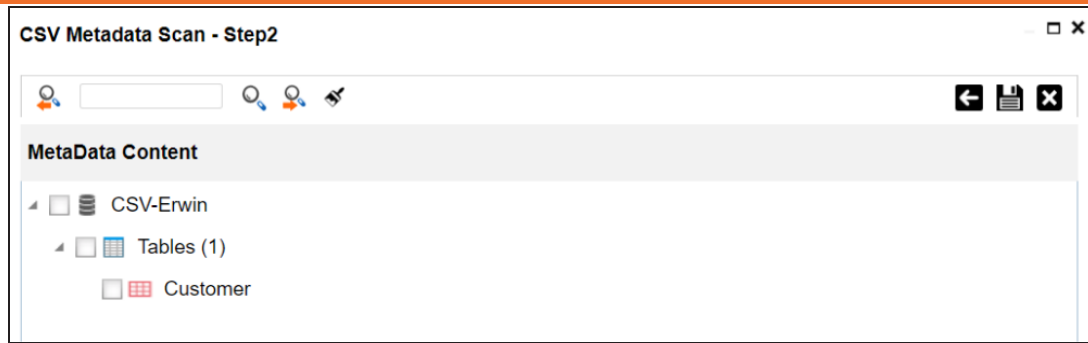 CSV Metadata Scan - Step2
MetaData Content
CSV-Erwin
Tables (1)
Customer